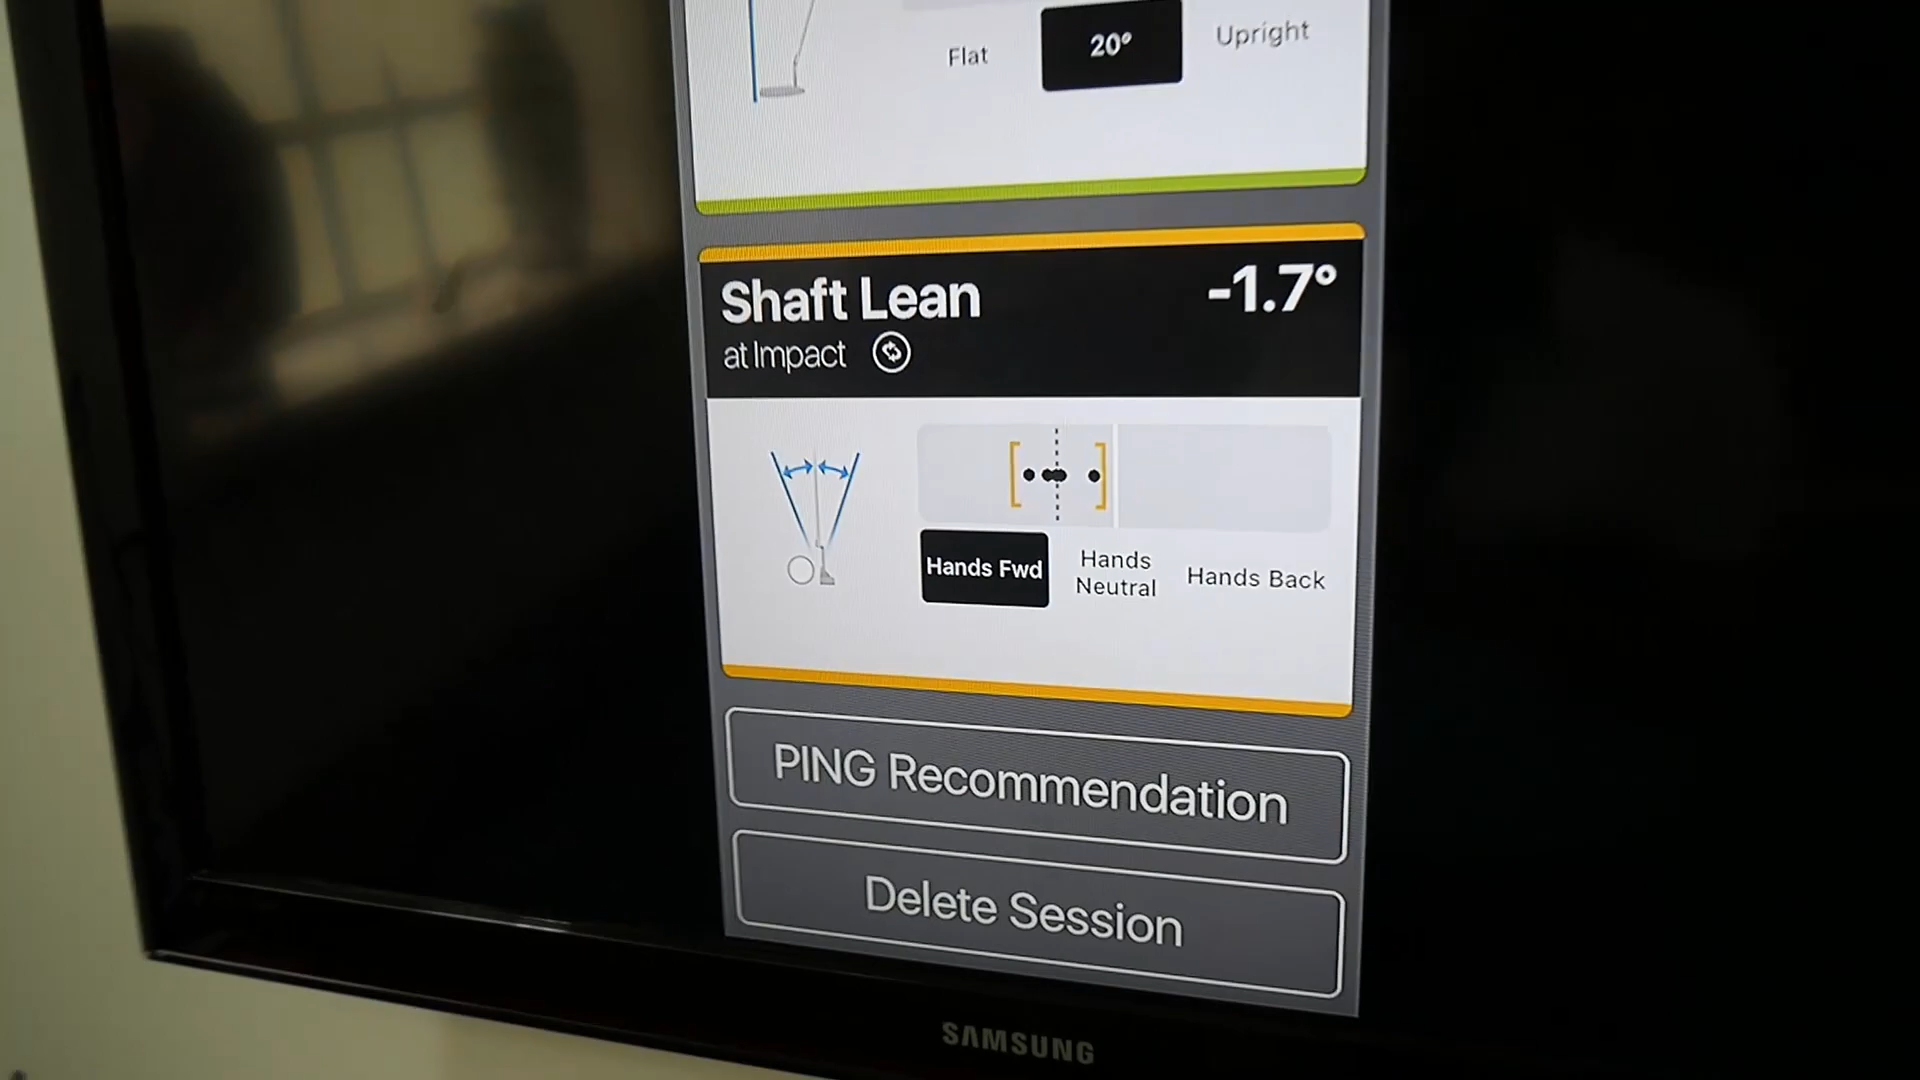 Flat
20°
Upright
Shaft Lean
-1.7°
at Impact
Hands Fwd
Hands
Neutral
Hands Back
PING Recommendation
Delete Session
SAMSUNG